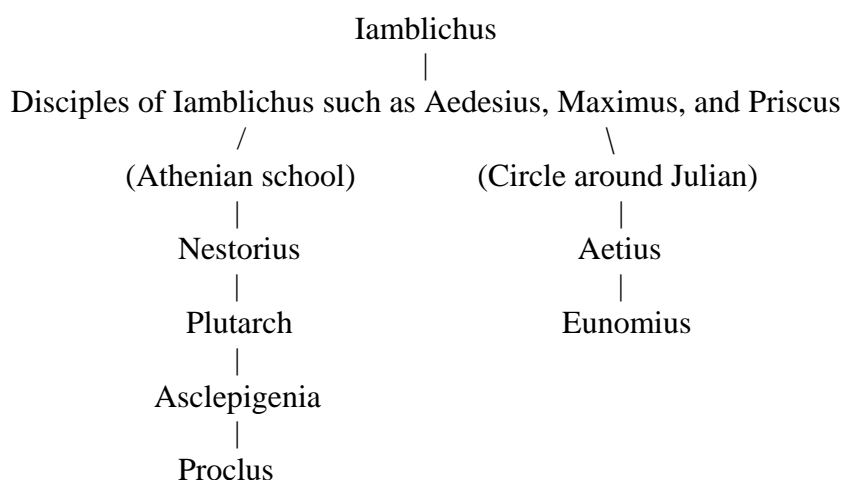 Iamblichus
|
Disciples of Iamblichus such as Aedesius, Maximus, and Priscus
/ \
(Athenian school) (Circle around Julian)
| |
Nestorius Aetius
| |
Plutarch Eunomius
|
Asclepigenia
|
Proclus